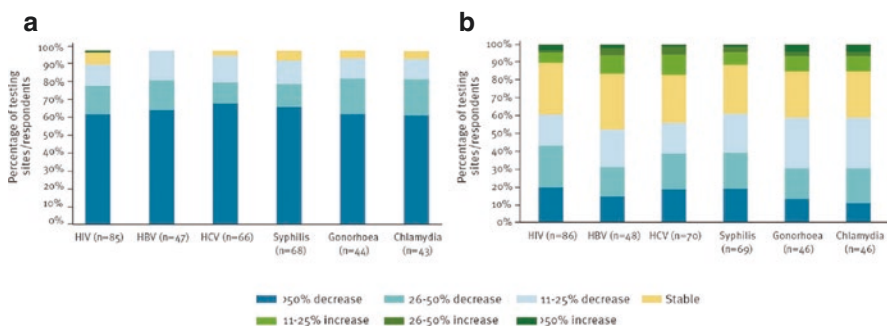 a
Percentage of testing
sites/respondents
100%
90%
80%
70%
60%
50%
40%
30%
20%
10%
0%
HIV (n=85)
HBV (n=47)
HCV (n=66)
Syphilis
(n=68)
Gonorhoea
(n=44)
Chlamydia
(n=43)
b
Percentage of testing
sites/respondents
100%
90%
80%
70%
60%
50%
40%
30%
20%
10%
0%
HIV (n=86)
HBV (n=48)
HCV (n=70)
Syphilis
(n=69)
Gonorhoea
(n=46)
Chlamydia
(n=46)
>50% decrease
26-50% decrease
11-25% decrease
Stable
11-25% increase
26-50% increase
>50% increase